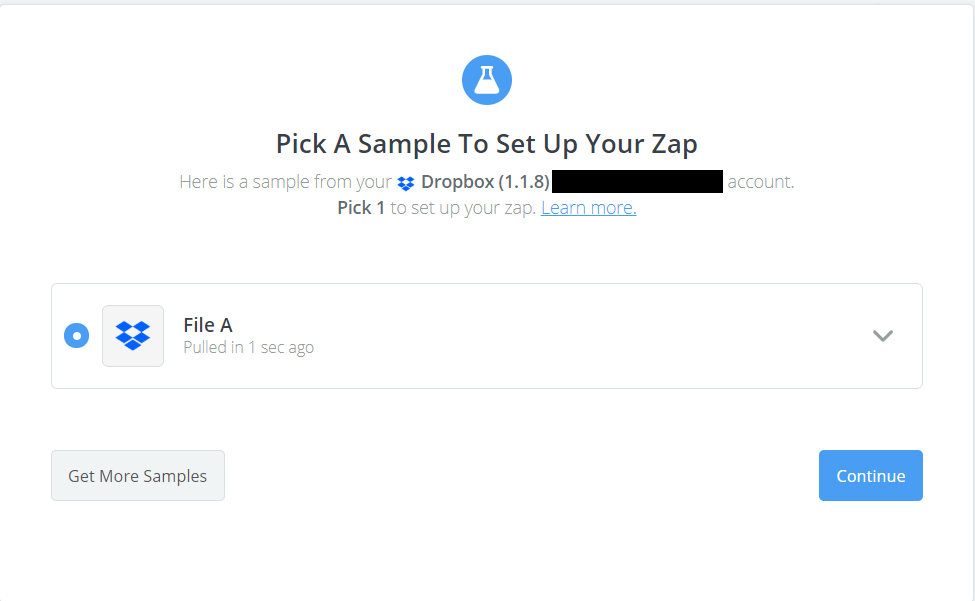 Pick A Sample To Set Up Your Zap
Here is a sample from your Dropbox (1.1.8) account.
Pick 1 to set up your zap. Learn more.
File A
Pulled in 1 sec ago
Get More Samples
Continue